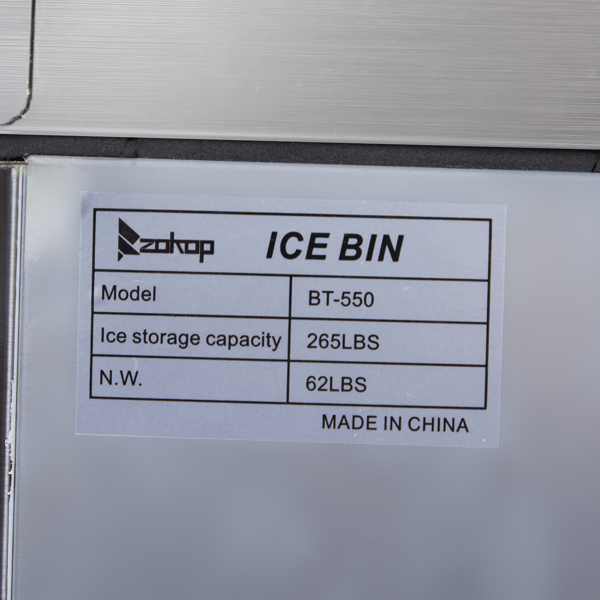 zokop ICE BIN
Model BT-550
Ice storage capacity 265LBS
N.W. 62LBS
MADE IN CHINA